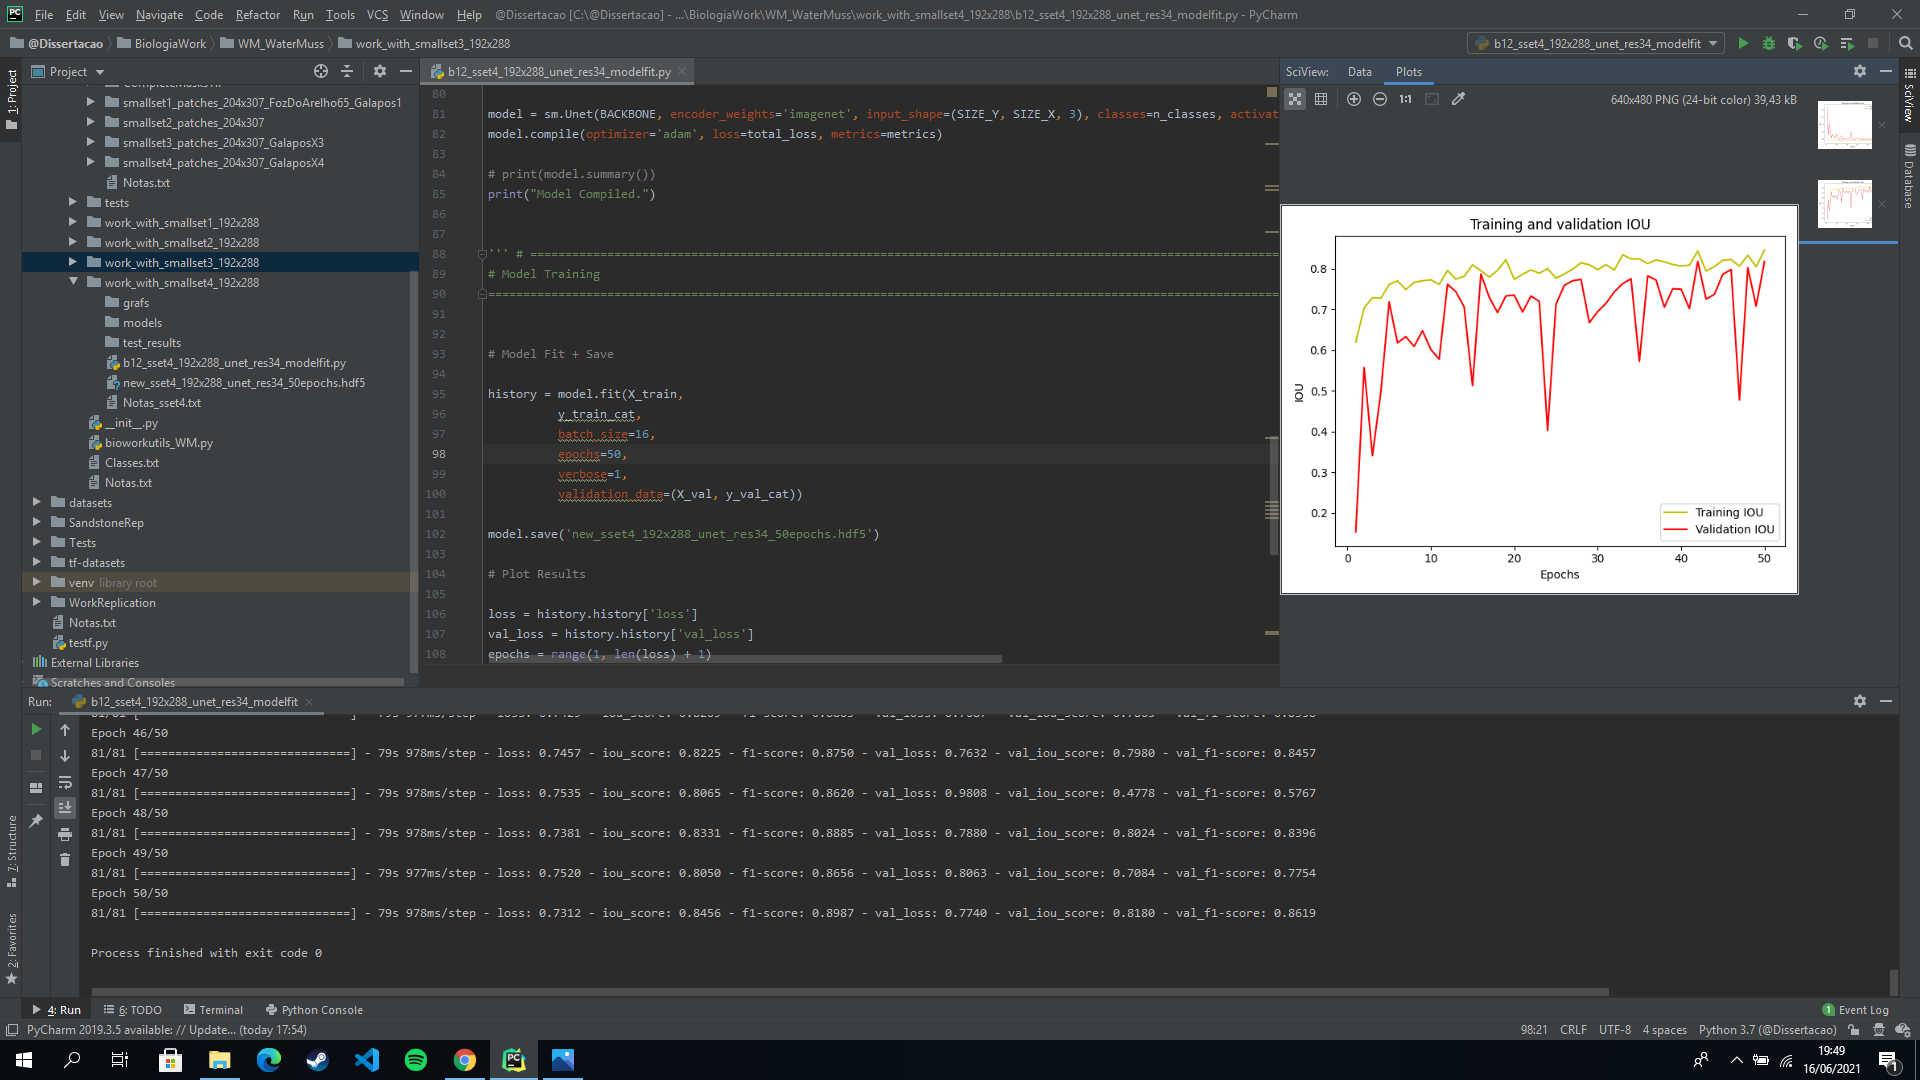 File Edit View Navigate Code Refactor Run Tools VCS Window Help @Dissertacao [C:\@Dissertacao] - ...\BiologiaWork\WM_WaterMuss\work_with_smallset4_192x288\b12_sset4_192x288_unet_res34_modelfit.py - PyCharm
@Dissertacao BiologiaWork WM_WaterMuss work_with_smallset3_192x288
b12_sset4_192x288_unet_res34_modelfit
1: Project
Project
smallset1_patches_204x307_FozDoArelho65_Galapos1
smallset2_patches_204x307
smallset3_patches_204x307_GalaposX3
smallset4_patches_204x307_GalaposX4
Notas.txt
tests
work_with_smallset1_192x288
work_with_smallset2_192x288
work_with_smallset3_192x288
work_with_smallset4_192x288
grafs
models
test_results
b12_sset4_192x288_unet_res34_modelfit.py
new_sset4_192x288_unet_res34_50epochs.hdf5
Notas_sset4.txt
__init__.py
bioworkutils_WM.py
Classes.txt
Notas.txt
datasets
SandstoneRep
Tests
tf-datasets
venv library root
WorkReplication
Notas.txt
testf.py
External Libraries
Scratches and Consoles
b12_sset4_192x288_unet_res34_modelfit.py
80
81 model = sm.Unet(BACKBONE, encoder_weights='imagenet', input_shape=(SIZE_Y, SIZE_X, 3), classes=n_classes, activat
82 model.compile(optimizer='adam', loss=total_loss, metrics=metrics)
83
84 # print(model.summary())
85 print("Model Compiled.")
86
87
88 ''' # ==========
89 # Model Training
90 ==========
91
92
93 # Model Fit + Save
94
95 history = model.fit(X_train,
96 y_train_cat,
97 batch_size=16,
98 epochs=50,
99 verbose=1,
100 validation_data=(X_val, y_val_cat))
101
102 model.save('new_sset4_192x288_unet_res34_50epochs.hdf5')
103
104 # Plot Results
105
106 loss = history.history['loss']
107 val_loss = history.history['val_loss']
108 epochs = range(1, len(loss) + 1)
SciView: Data Plots
1:1
640x480 PNG (24-bit color) 39,43 kB
Training and validation IOU
IOU
0.8
0.7
0.6
0.5
0.4
0.3
0.2
Training IOU
Validation IOU
0 10 20 30 40 50
Epochs
SciView
Database
Run: b12_sset4_192x288_unet_res34_modelfit
Epoch 46/50
81/81 [==============================] - 79s 978ms/step - loss: 0.7457 - iou_score: 0.8225 - f1-score: 0.8750 - val_loss: 0.7632 - val_iou_score: 0.7980 - val_f1-score: 0.8457
Epoch 47/50
81/81 [==============================] - 79s 978ms/step - loss: 0.7535 - iou_score: 0.8065 - f1-score: 0.8620 - val_loss: 0.9808 - val_iou_score: 0.4778 - val_f1-score: 0.5767
Epoch 48/50
81/81 [==============================] - 79s 978ms/step - loss: 0.7381 - iou_score: 0.8331 - f1-score: 0.8885 - val_loss: 0.7880 - val_iou_score: 0.8024 - val_f1-score: 0.8396
Epoch 49/50
81/81 [==============================] - 79s 977ms/step - loss: 0.7520 - iou_score: 0.8050 - f1-score: 0.8656 - val_loss: 0.8063 - val_iou_score: 0.7084 - val_f1-score: 0.7754
Epoch 50/50
81/81 [==============================] - 79s 978ms/step - loss: 0.7312 - iou_score: 0.8456 - f1-score: 0.8987 - val_loss: 0.7740 - val_iou_score: 0.8180 - val_f1-score: 0.8619
Process finished with exit code 0
7: Structure
2: Favorites
4: Run 6: TODO Terminal Python Console
1 Event Log
PyCharm 2019.3.5 available: // Update... (today 17:54)
98:21 CRLF UTF-8 4 spaces Python 3.7 (@Dissertacao)
19:49
16/06/2021
1